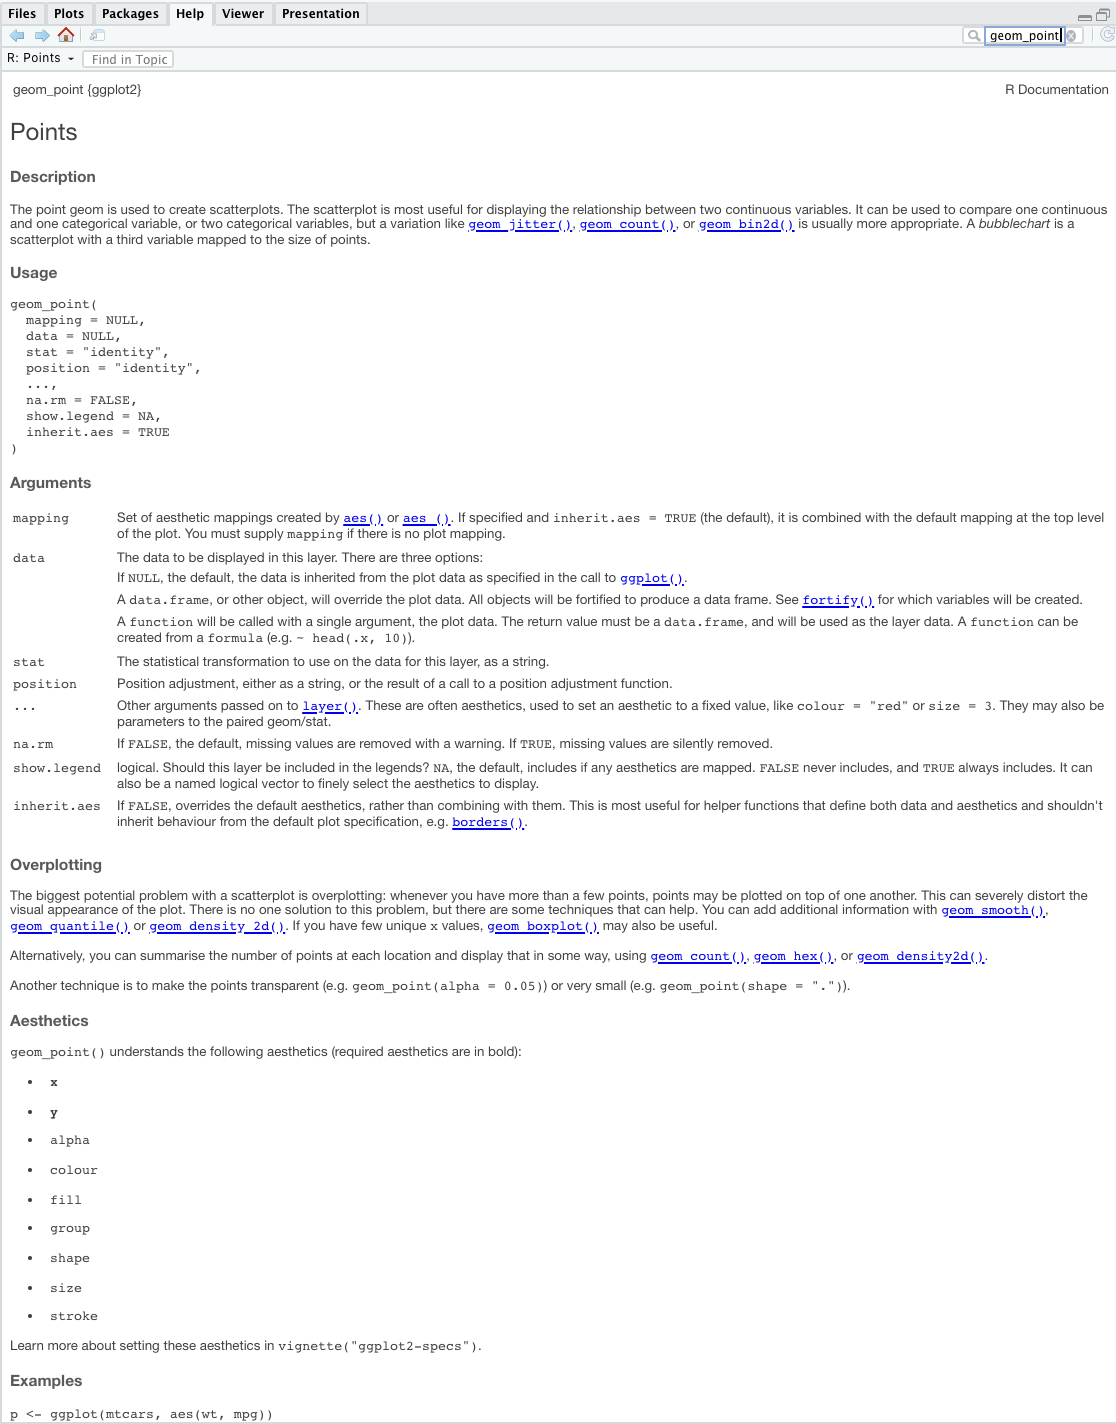 Files Plots Packages Help Viewer Presentation
geom_point
R: Points Find in Topic
geom_point {ggplot2} R Documentation
Points
Description
The point geom is used to create scatterplots. The scatterplot is most useful for displaying the relationship between two continuous variables. It can be used to compare one continuous
and one categorical variable, or two categorical variables, but a variation like geom_jitter(), geom_count(), or geom_bin2d() is usually more appropriate. A bubblechart is a
scatterplot with a third variable mapped to the size of points.
Usage
geom_point(
  mapping = NULL,
  data = NULL,
  stat = "identity",
  position = "identity",
  ...,
  na.rm = FALSE,
  show.legend = NA,
  inherit.aes = TRUE
)
Arguments
mapping Set of aesthetic mappings created by aes() or aes_(). If specified and inherit.aes = TRUE (the default), it is combined with the default mapping at the top level
of the plot. You must supply mapping if there is no plot mapping.
data The data to be displayed in this layer. There are three options:
If NULL, the default, the data is inherited from the plot data as specified in the call to ggplot().
A data.frame, or other object, will override the plot data. All objects will be fortified to produce a data frame. See fortify() for which variables will be created.
A function will be called with a single argument, the plot data. The return value must be a data.frame, and will be used as the layer data. A function can be
created from a formula (e.g. ~ head(.x, 10)).
stat The statistical transformation to use on the data for this layer, as a string.
position Position adjustment, either as a string, or the result of a call to a position adjustment function.
... Other arguments passed on to layer(). These are often aesthetics, used to set an aesthetic to a fixed value, like colour = "red" or size = 3. They may also be
parameters to the paired geom/stat.
na.rm If FALSE, the default, missing values are removed with a warning. If TRUE, missing values are silently removed.
show.legend logical. Should this layer be included in the legends? NA, the default, includes if any aesthetics are mapped. FALSE never includes, and TRUE always includes. It can
also be a named logical vector to finely select the aesthetics to display.
inherit.aes If FALSE, overrides the default aesthetics, rather than combining with them. This is most useful for helper functions that define both data and aesthetics and shouldn't
inherit behaviour from the default plot specification, e.g. borders().
Overplotting
The biggest potential problem with a scatterplot is overplotting: whenever you have more than a few points, points may be plotted on top of one another. This can severely distort the
visual appearance of the plot. There is no one solution to this problem, but there are some techniques that can help. You can add additional information with geom_smooth(),
geom_quantile() or geom_density_2d(). If you have few unique x values, geom_boxplot() may also be useful.
Alternatively, you can summarise the number of points at each location and display that in some way, using geom_count(), geom_hex(), or geom_density2d().
Another technique is to make the points transparent (e.g. geom_point(alpha = 0.05)) or very small (e.g. geom_point(shape = ".")).
Aesthetics
geom_point() understands the following aesthetics (required aesthetics are in bold):
• x
• y
• alpha
• colour
• fill
• group
• shape
• size
• stroke
Learn more about setting these aesthetics in vignette("ggplot2-specs").
Examples
p <- ggplot(mtcars, aes(wt, mpg))